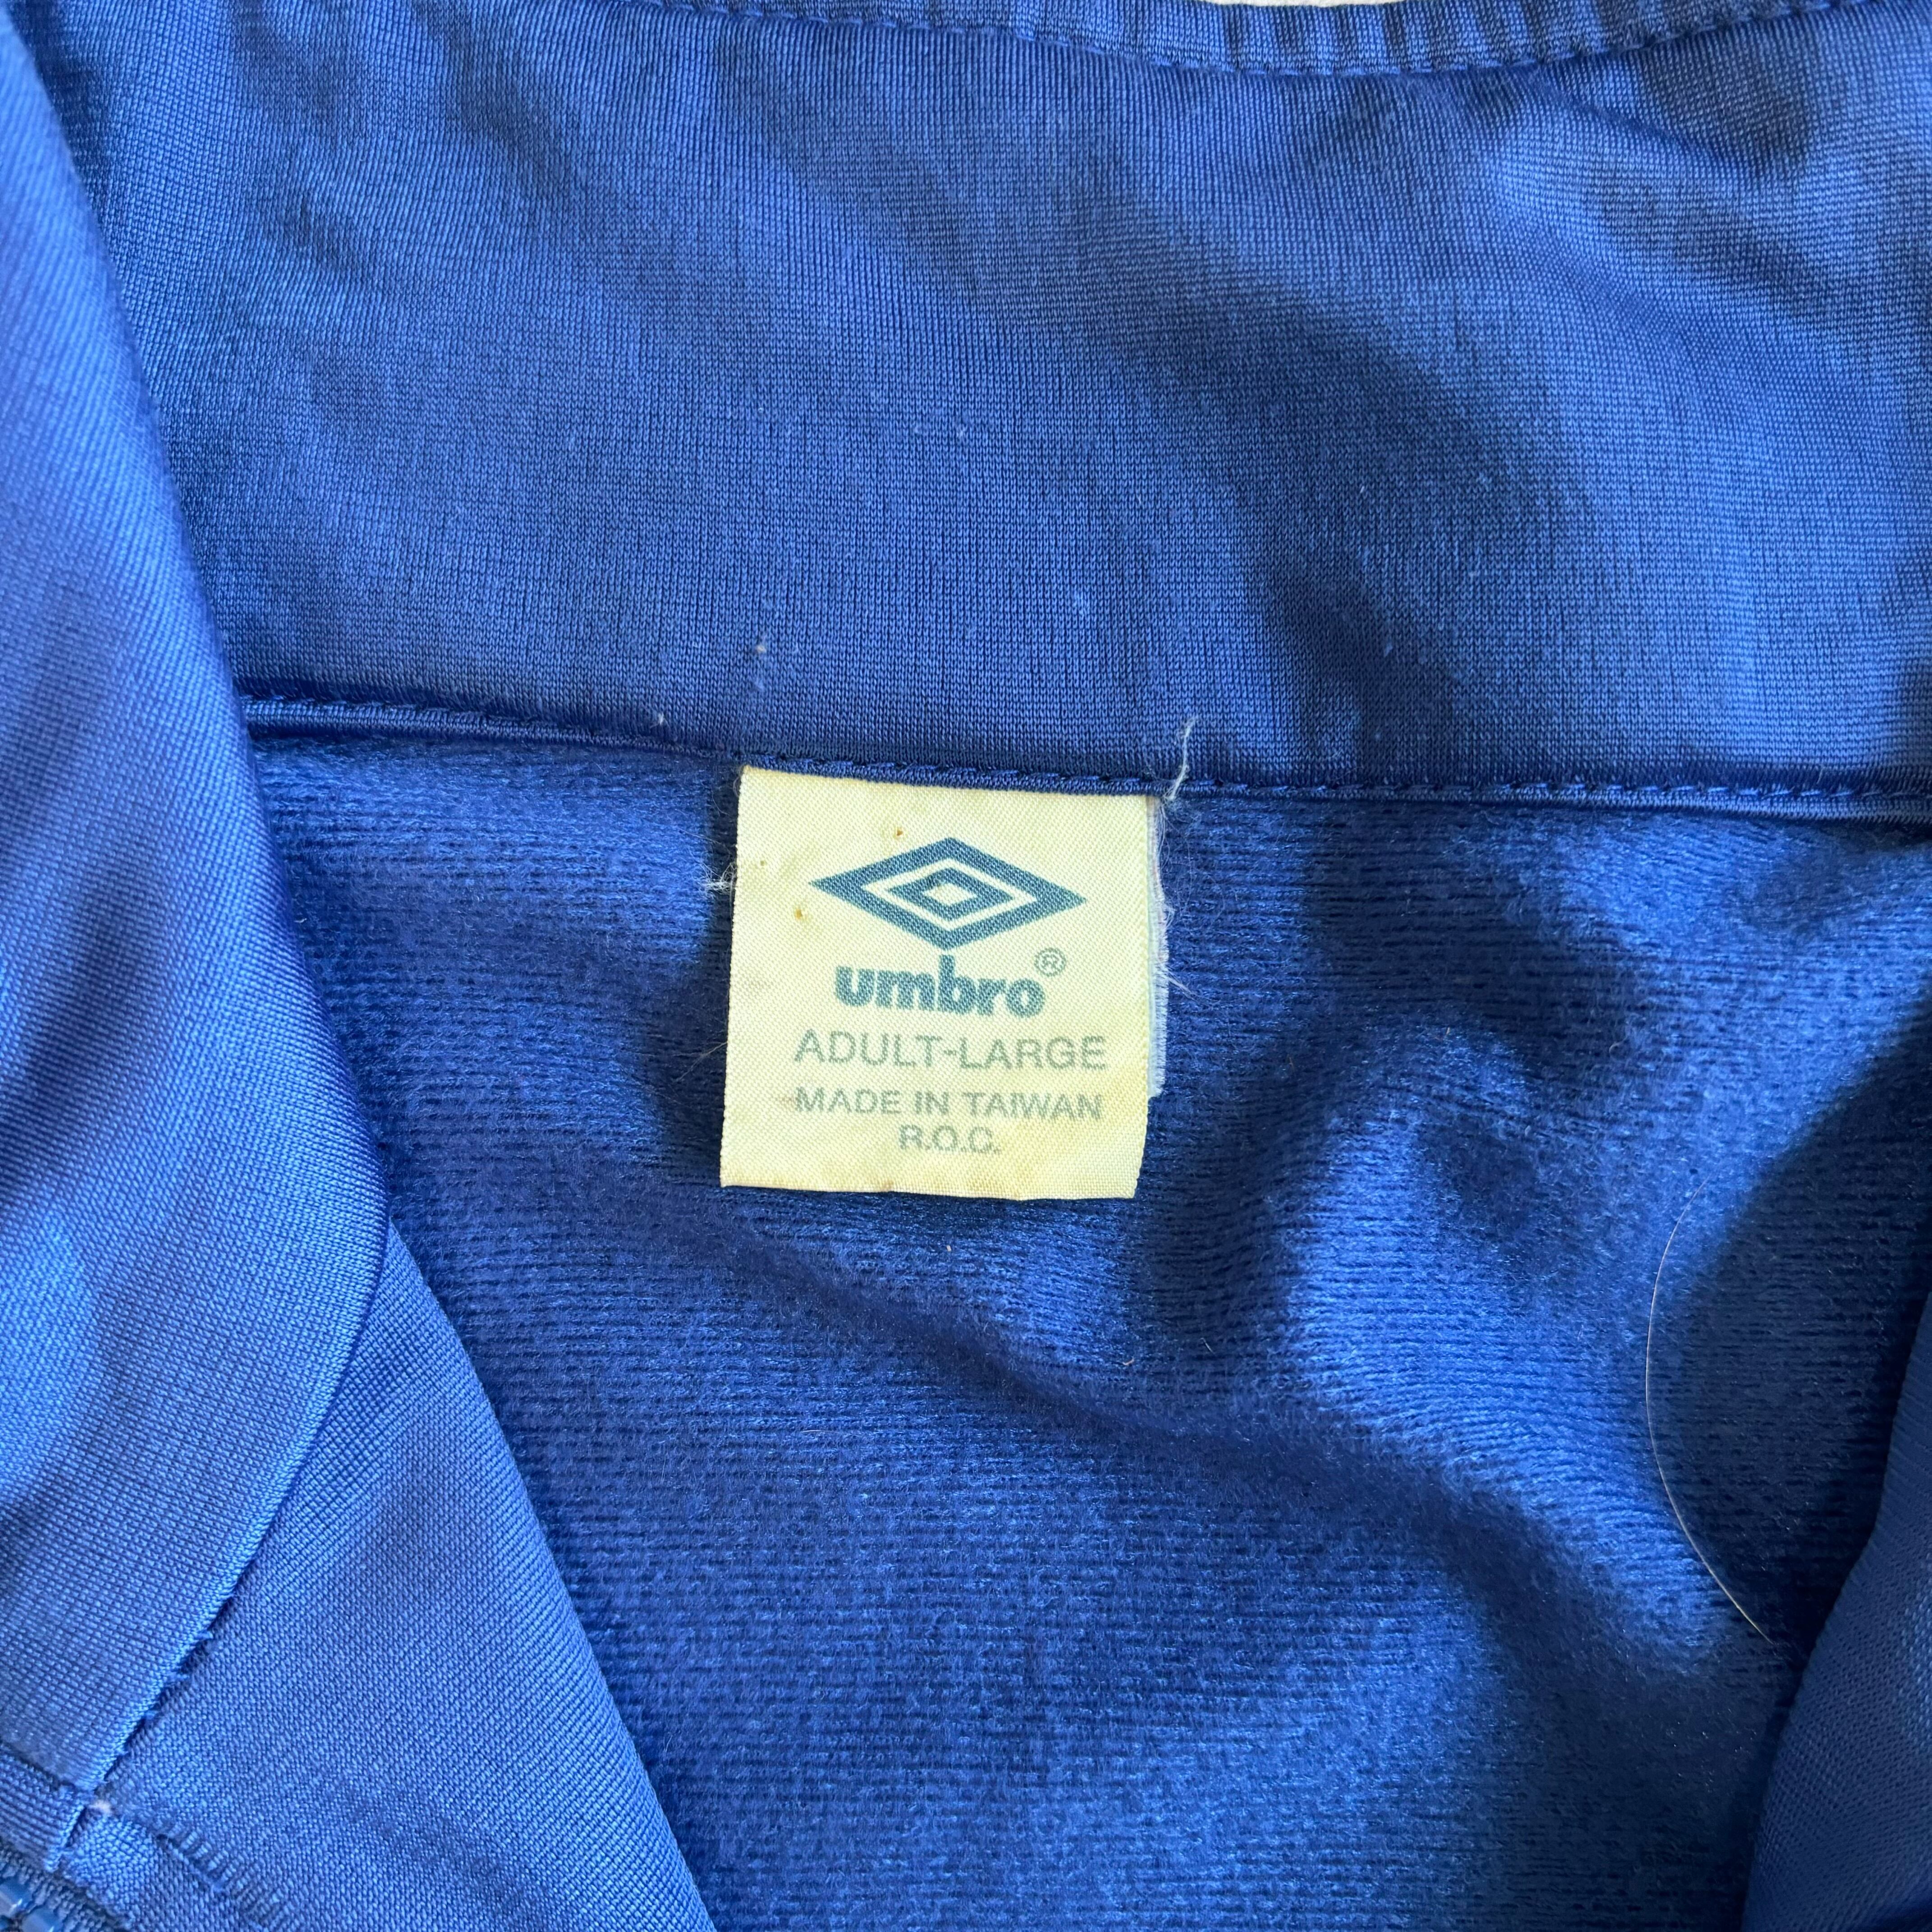 umbro®
ADULT-LARGE
MADE IN TAIWAN
R.O.C.